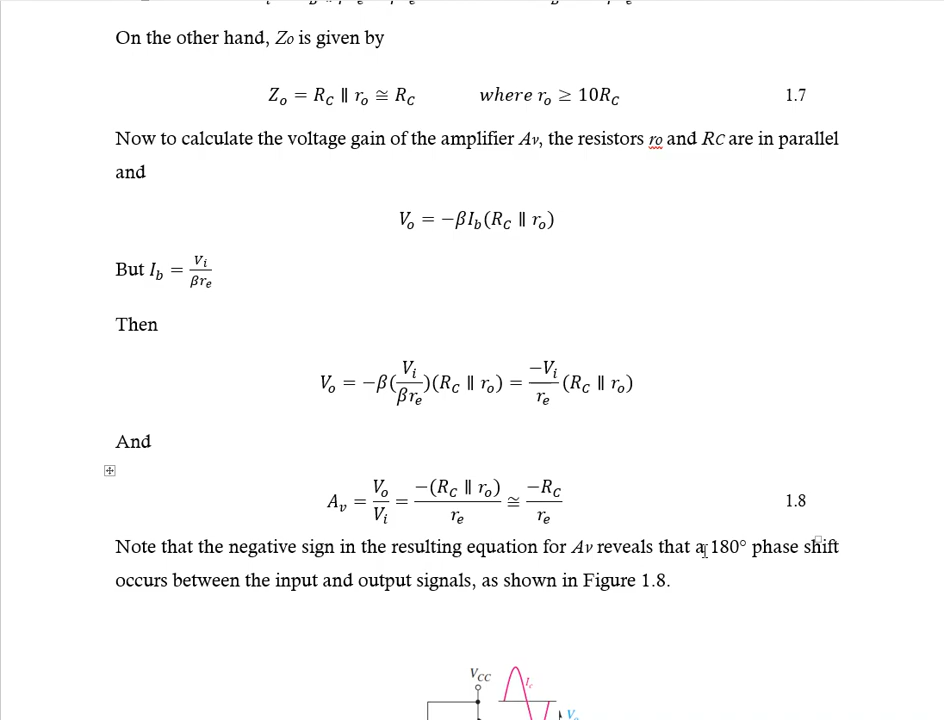 On the other hand, Zo is given by
Z_o = R_C ∥ r_o ≅ R_C where r_o ≥ 10R_C 1.7
Now to calculate the voltage gain of the amplifier Av, the resistors ro and RC are in parallel
and
V_o = −βI_b(R_C ∥ r_o)
But I_b = V_i/βr_e
Then
V_o = −β(V_i/βr_e)(R_C ∥ r_o) = −V_i/r_e (R_C ∥ r_o)
And
A_v = V_o/V_i = −(R_C ∥ r_o)/r_e ≅ −R_C/r_e 1.8
Note that the negative sign in the resulting equation for Av reveals that a 180° phase shift
occurs between the input and output signals, as shown in Figure 1.8.
V_CC
I_c
V_o